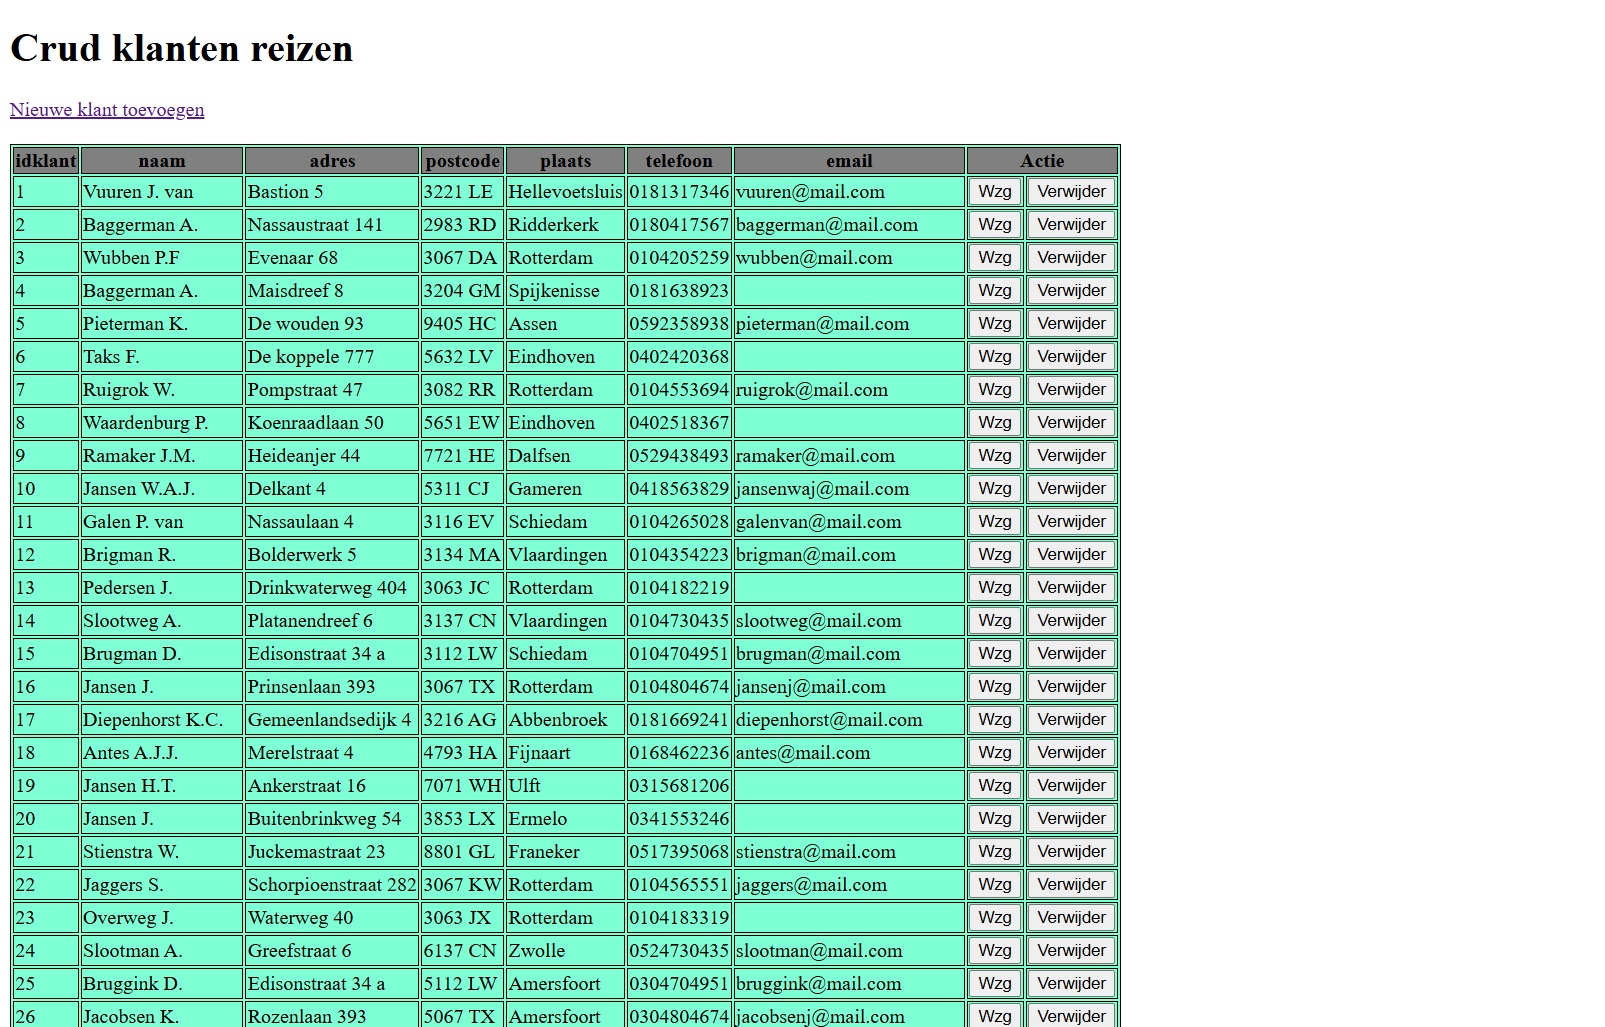 Crud klanten reizen
Nieuwe klant toevoegen
idklant naam adres postcode plaats telefoon email Actie
1 Vuuren J. van Bastion 5 3221 LE Hellevoetsluis 0181317346 vuuren@mail.com Wzg Verwijder
2 Baggerman A. Nassaustraat 141 2983 RD Ridderkerk 0180417567 baggerman@mail.com Wzg Verwijder
3 Wubben P.F Evenaar 68 3067 DA Rotterdam 0104205259 wubben@mail.com Wzg Verwijder
4 Baggerman A. Maisdreef 8 3204 GM Spijkenisse 0181638923 Wzg Verwijder
5 Pieterman K. De wouden 93 9405 HC Assen 0592358938 pieterman@mail.com Wzg Verwijder
6 Taks F. De koppele 777 5632 LV Eindhoven 0402420368 Wzg Verwijder
7 Ruigrok W. Pompstraat 47 3082 RR Rotterdam 0104553694 ruigrok@mail.com Wzg Verwijder
8 Waardenburg P. Koenraadlaan 50 5651 EW Eindhoven 0402518367 Wzg Verwijder
9 Ramaker J.M. Heideanjer 44 7721 HE Dalfsen 0529438493 ramaker@mail.com Wzg Verwijder
10 Jansen W.A.J. Delkant 4 5311 CJ Gameren 0418563829 jansenwaj@mail.com Wzg Verwijder
11 Galen P. van Nassaulaan 4 3116 EV Schiedam 0104265028 galenvan@mail.com Wzg Verwijder
12 Brigman R. Bolderwerk 5 3134 MA Vlaardingen 0104354223 brigman@mail.com Wzg Verwijder
13 Pedersen J. Drinkwaterweg 404 3063 JC Rotterdam 0104182219 Wzg Verwijder
14 Slootweg A. Platanendreef 6 3137 CN Vlaardingen 0104730435 slootweg@mail.com Wzg Verwijder
15 Brugman D. Edisonstraat 34 a 3112 LW Schiedam 0104704951 brugman@mail.com Wzg Verwijder
16 Jansen J. Prinsenlaan 393 3067 TX Rotterdam 0104804674 jansenj@mail.com Wzg Verwijder
17 Diepenhorst K.C. Gemeenlandsedijk 4 3216 AG Abbenbroek 0181669241 diepenhorst@mail.com Wzg Verwijder
18 Antes A.J.J. Merelstraat 4 4793 HA Fijnaart 0168462236 antes@mail.com Wzg Verwijder
19 Jansen H.T. Ankerstraat 16 7071 WH Ulft 0315681206 Wzg Verwijder
20 Jansen J. Buitenbrinkweg 54 3853 LX Ermelo 0341553246 Wzg Verwijder
21 Stienstra W. Juckemastraat 23 8801 GL Franeker 0517395068 stienstra@mail.com Wzg Verwijder
22 Jaggers S. Schorpioenstraat 282 3067 KW Rotterdam 0104565551 jaggers@mail.com Wzg Verwijder
23 Overweg J. Waterweg 40 3063 JX Rotterdam 0104183319 Wzg Verwijder
24 Slootman A. Greefstraat 6 6137 CN Zwolle 0524730435 slootman@mail.com Wzg Verwijder
25 Bruggink D. Edisonstraat 34 a 5112 LW Amersfoort 0304704951 bruggink@mail.com Wzg Verwijder
26 Jacobsen K. Rozenlaan 393 5067 TX Amersfoort 0304804674 jacobsenj@mail.com Wzg Verwijder